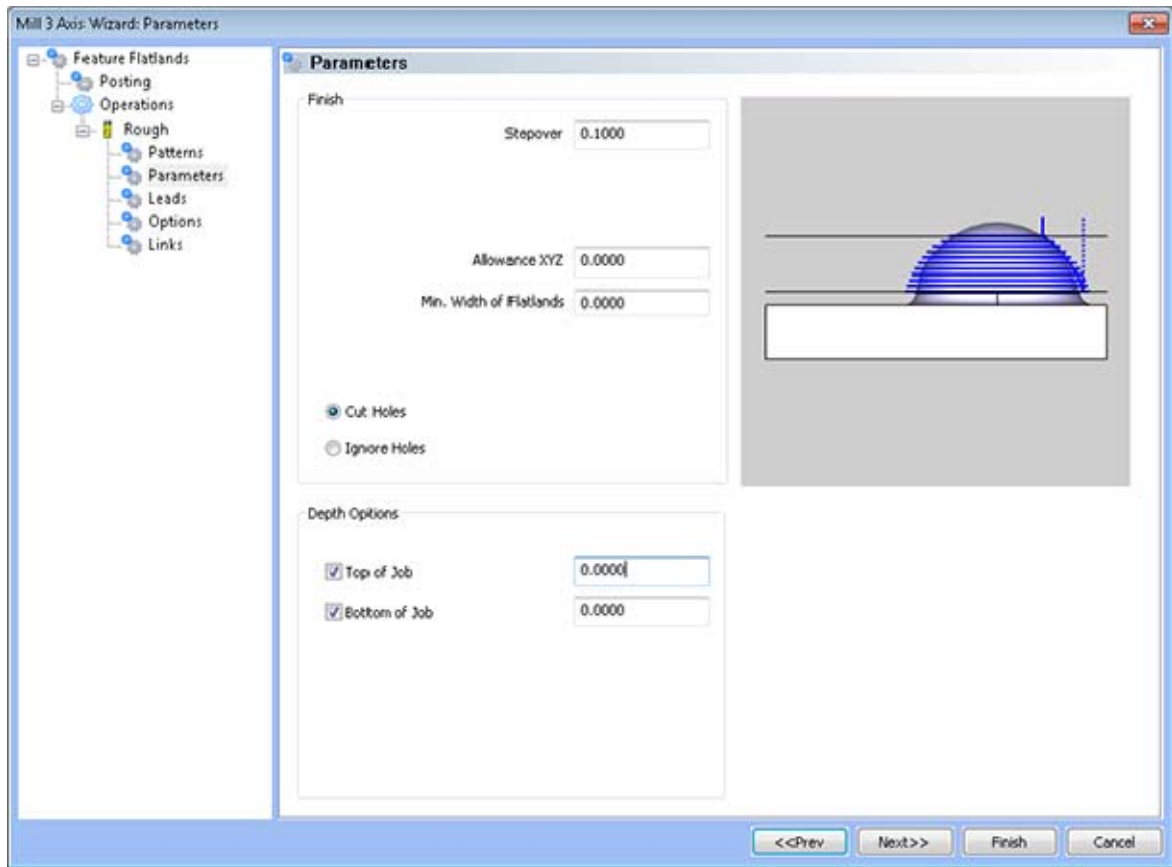 Mill 3 Axis Wizard: Parameters
Feature Flatlands
Posting
Operations
Rough
Patterns
Parameters
Leads
Options
Links
Parameters
Finish
Stepover 0.1000
Allowance XYZ 0.0000
Min. Width of Flatlands 0.0000
Cut Holes
Ignore Holes
Depth Options
Top of Job 0.0000
Bottom of Job 0.0000
<<Prev Next>> Finish Cancel